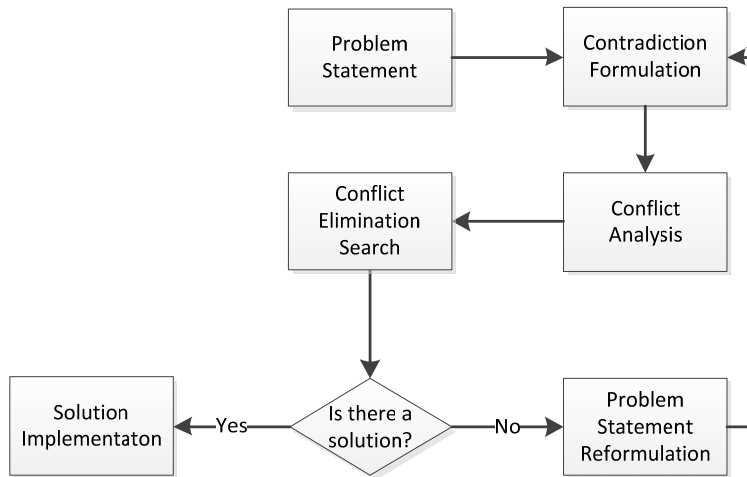 Problem
Statement
Contradiction
Formulation
Conflict
Elimination
Search
Conflict
Analysis
Solution
Implementaton
Yes
Is there a
solution?
No
Problem
Statement
Reformulation